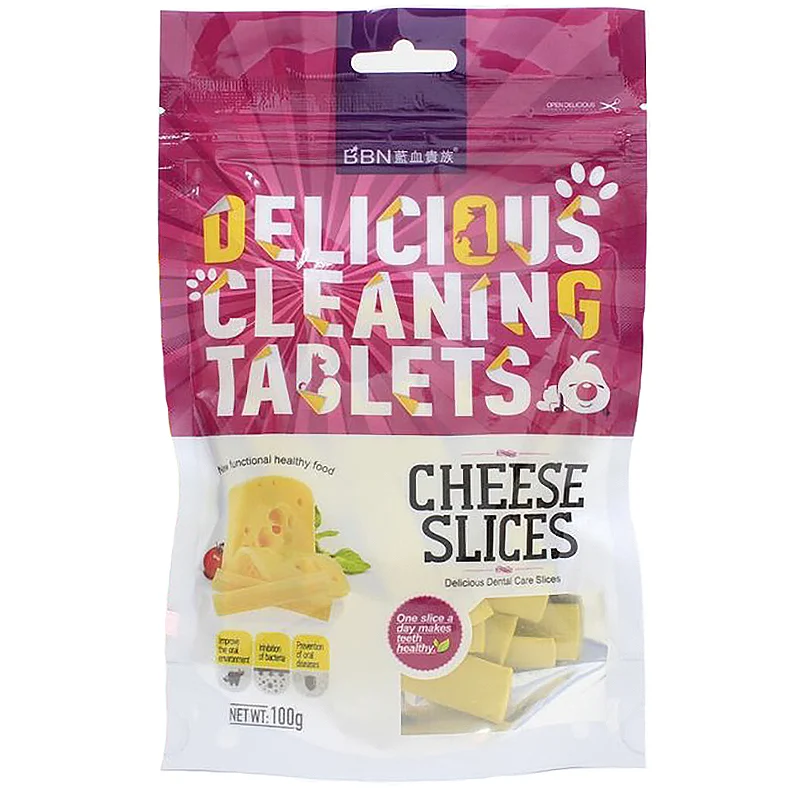 OPEN DELICIOUS
BBN藍血貴族®
DELICIOUS
CLEANING
TABLETS
New functional healthy food
CHEESE
SLICES
Delicious Dental Care Slices
One slice a
day makes
teeth
healthy
Improve
the oral
environment
Inhibition
of bacteria
Prevention
of oral
diseases
NET WT: 100g